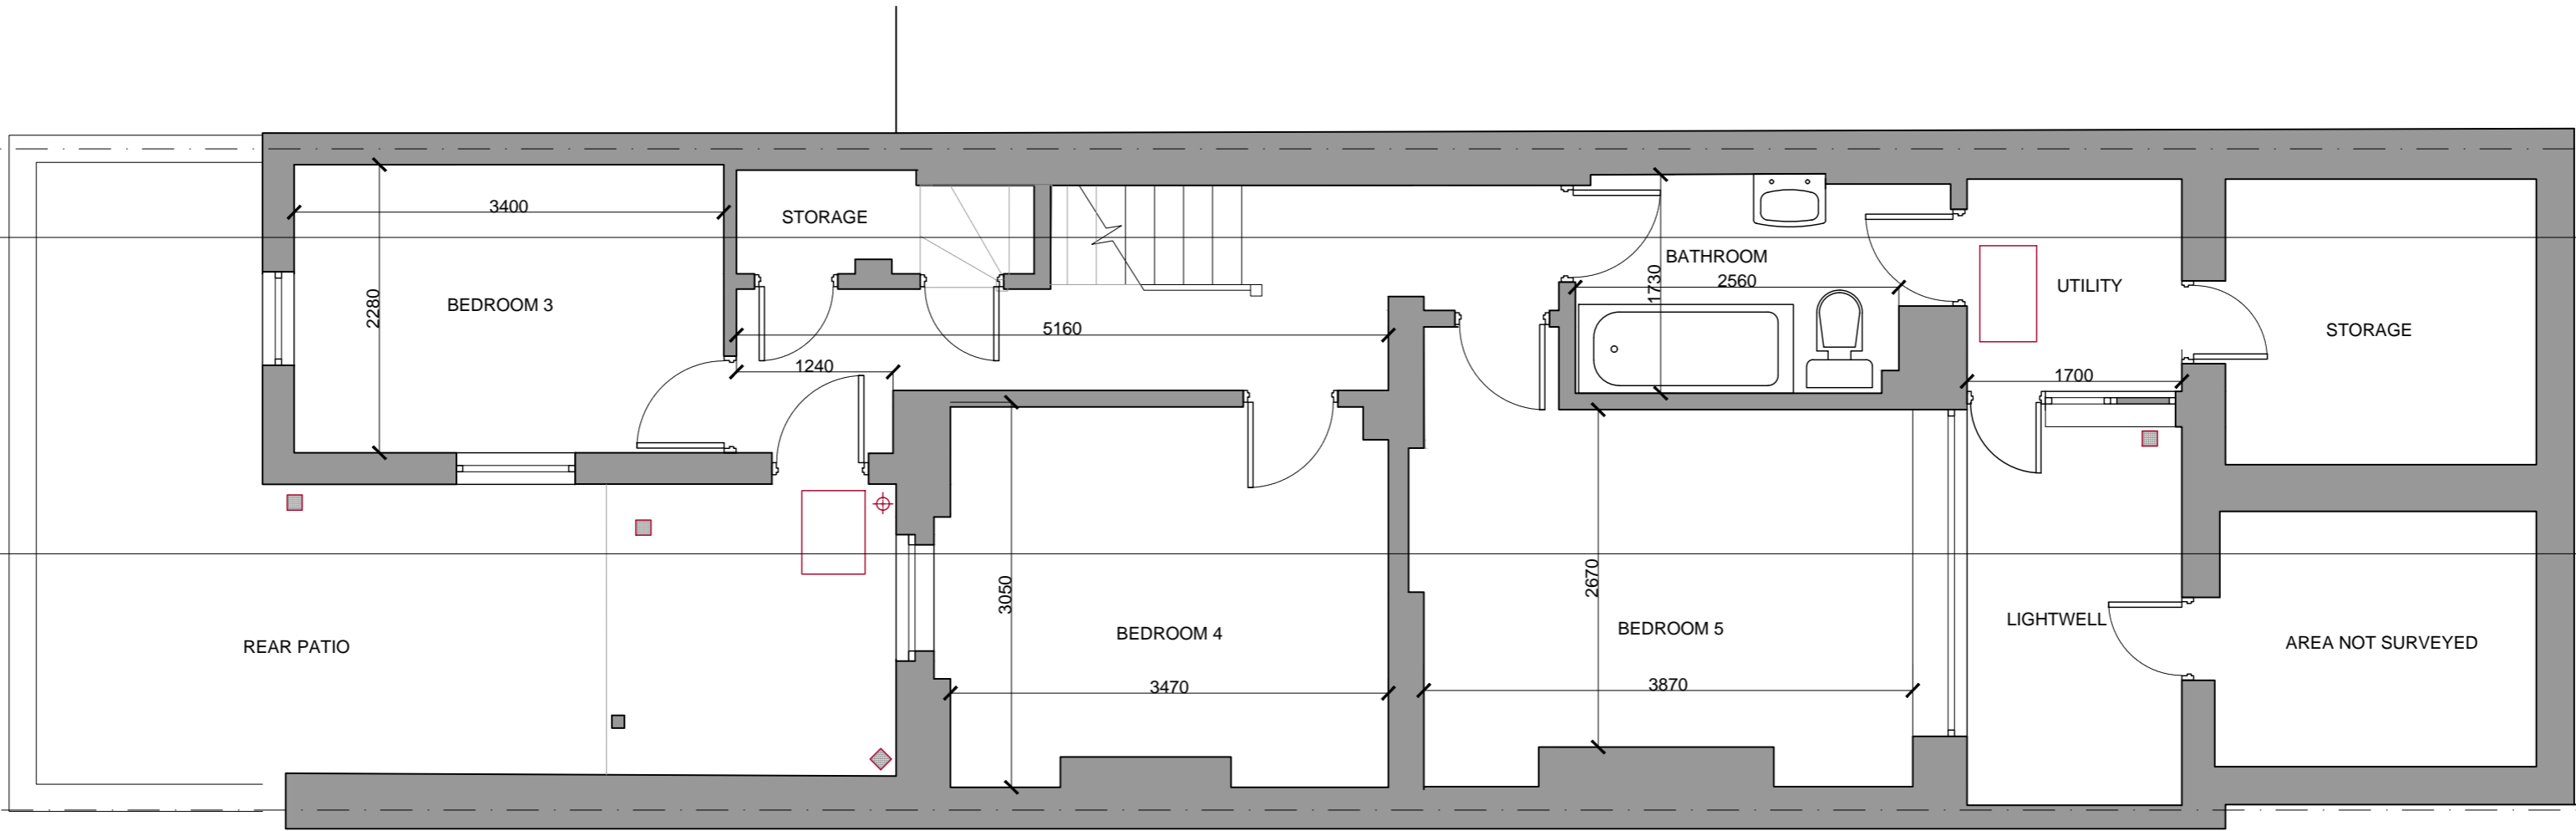 3400
STORAGE
BATHROOM
1730
2560
UTILITY
2280
BEDROOM 3
5160
STORAGE
1240
1700
3050
2670
REAR PATIO
BEDROOM 4
BEDROOM 5
LIGHTWELL
AREA NOT SURVEYED
3470
3870